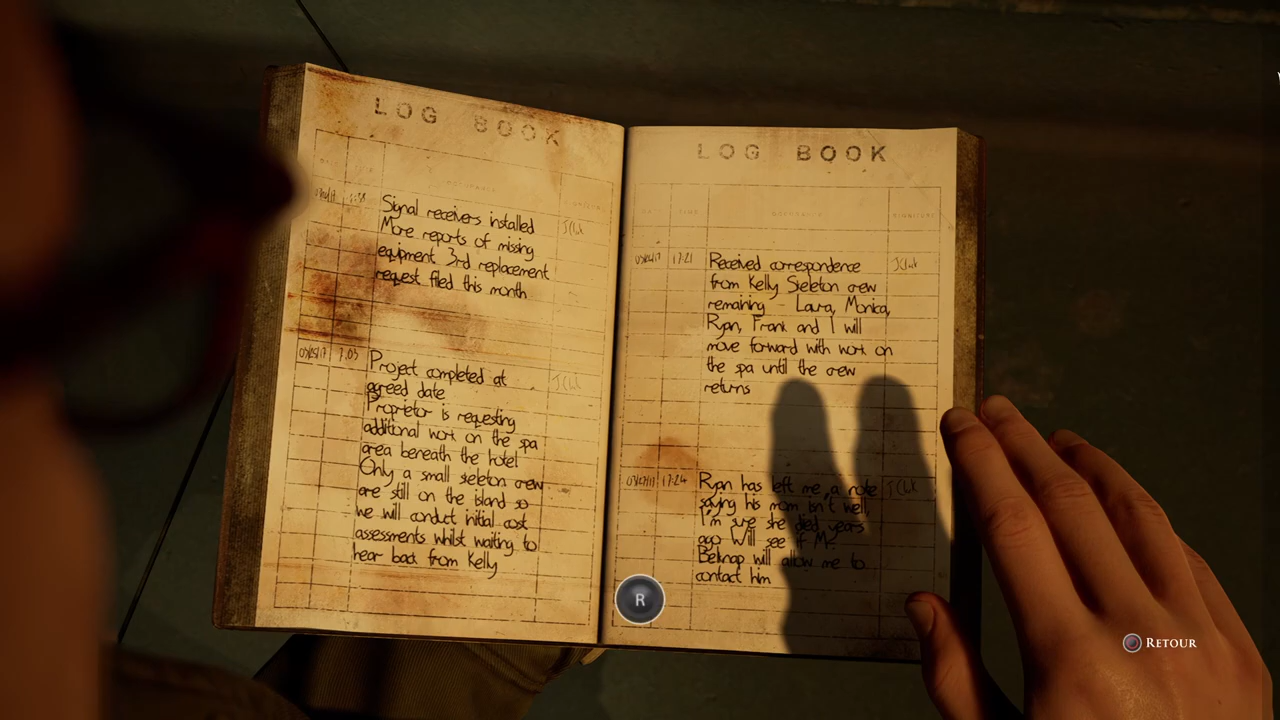 LOG BOOK
Signal receivers installed
More reports of missing
equipment 3rd replacement
request filed this month
Project completed at
agreed date
Proprietor is requesting
additional work on the spa
area beneath the hotel
Only a small skeleton crew
are still on the island so
we will conduct initial cost
assessments whilst waiting to
hear back from Kelly
LOG BOOK
17:21 Received correspondence
from Kelly Skeleton crew
remaining - Laura, Monica,
Ryan, Frank and I will
move forward with work on
the spa until the crew
returns
17:24 Ryan has left me a note
saying his mom isn't well,
I'm sure she died years
ago Will see if Mr
Belknap will allow me to
contact him
R
RETOUR